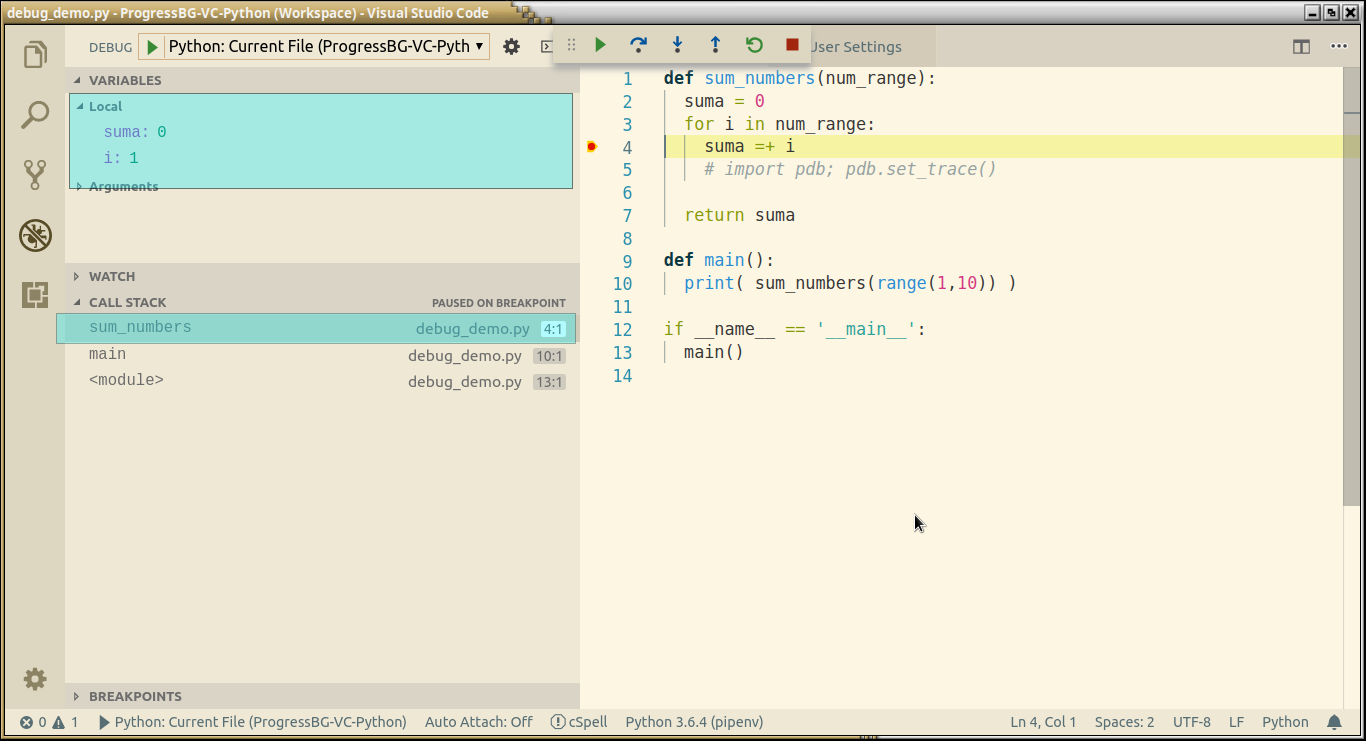 debug_demo.py - ProgressBG-VC-Python (Workspace) - Visual Studio Code
DEBUG Python: Current File (ProgressBG-VC-Pyth
User Settings
VARIABLES
Local
suma: 0
i: 1
Arguments
WATCH
CALL STACK PAUSED ON BREAKPOINT
sum_numbers debug_demo.py 4:1
main debug_demo.py 10:1
<module> debug_demo.py 13:1
BREAKPOINTS
1 def sum_numbers(num_range):
2 suma = 0
3 for i in num_range:
4 suma =+ i
5 # import pdb; pdb.set_trace()
6
7 return suma
8
9 def main():
10 print( sum_numbers(range(1,10)) )
11
12 if __name__ == '__main__':
13 main()
14
0 1 Python: Current File (ProgressBG-VC-Python) Auto Attach: Off cSpell Python 3.6.4 (pipenv) Ln 4, Col 1 Spaces: 2 UTF-8 LF Python